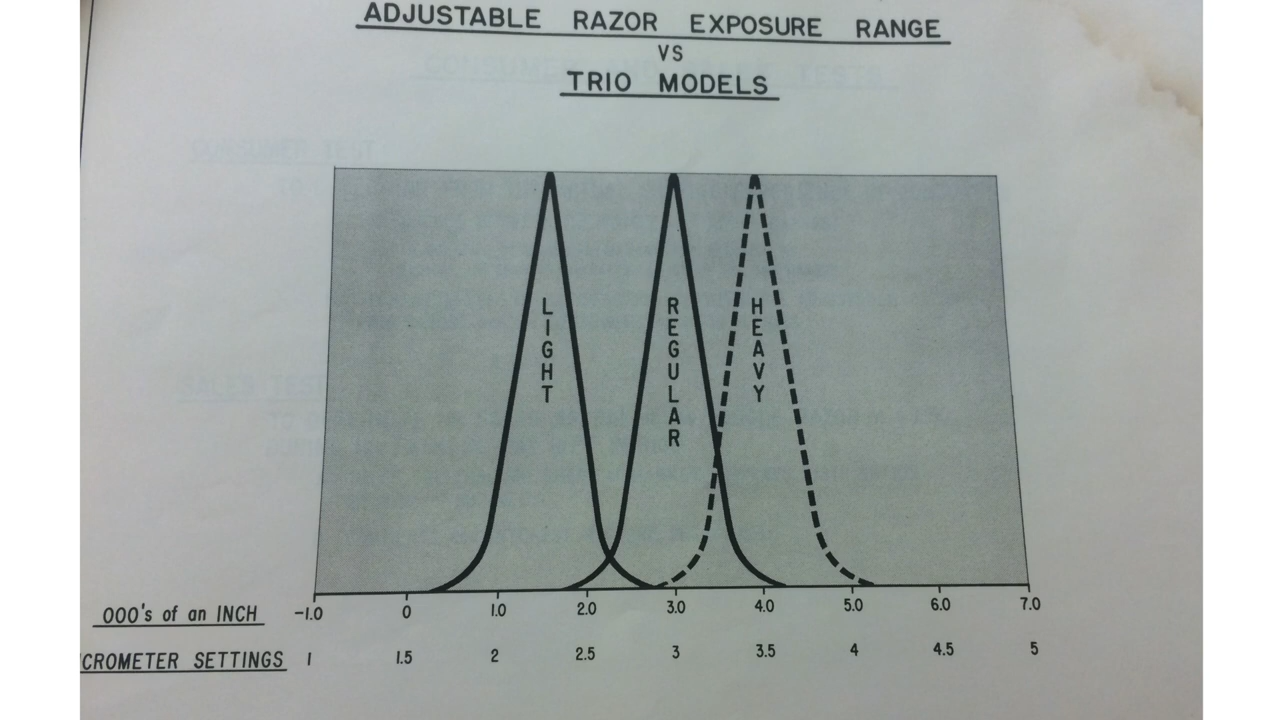 ADJUSTABLE RAZOR EXPOSURE RANGE
VS
TRIO MODELS
LIGHT
REGULAR
HEAVY
000's of an INCH -1.0 0 1.0 2.0 3.0 4.0 5.0 6.0 7.0
CROMETER SETTINGS 1 1.5 2 2.5 3 3.5 4 4.5 5